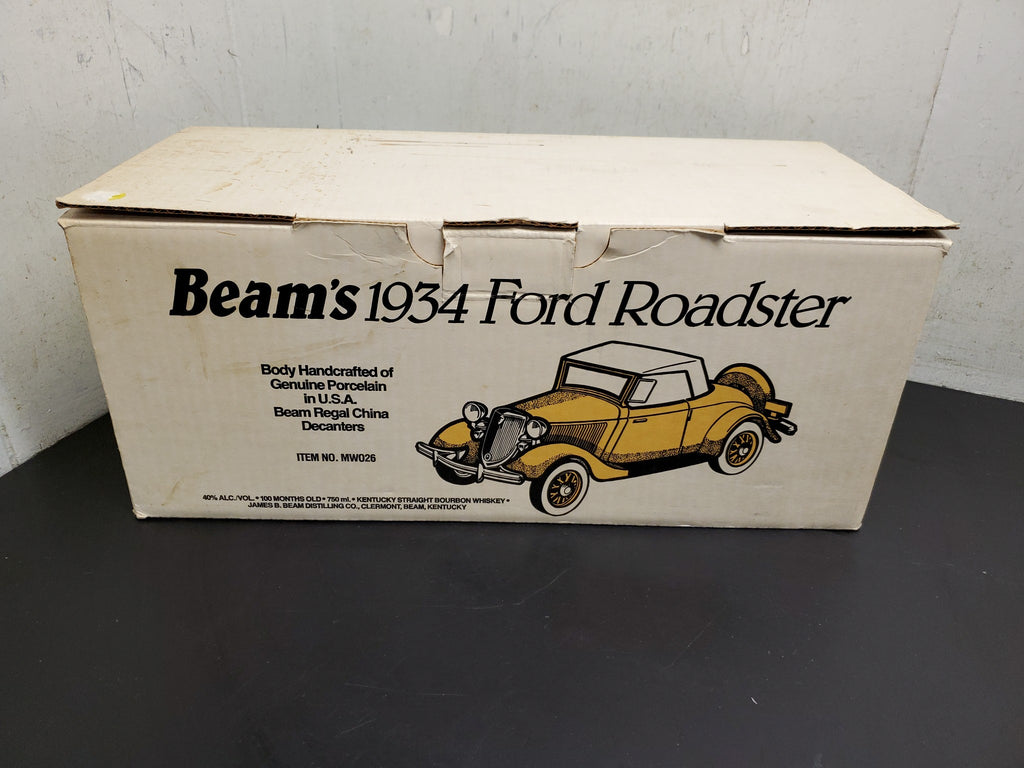 Beam's 1934 Ford Roadster
Body Handcrafted of
Genuine Porcelain
in U.S.A.
Beam Regal China
Decanters
ITEM NO. MW026
40% ALC./VOL. • 100 MONTHS OLD • 750 ml. • KENTUCKY STRAIGHT BOURBON WHISKEY •
JAMES B. BEAM DISTILLING CO., CLERMONT, BEAM, KENTUCKY